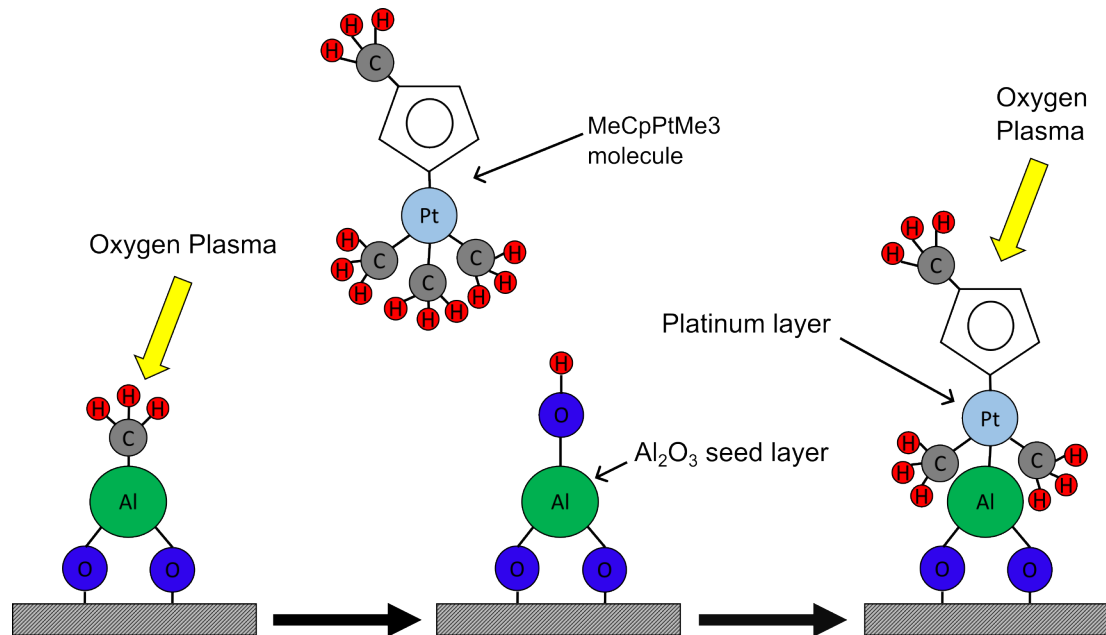 H
H
H
C
MeCpPtMe3
molecule
Pt
H
H
H
C
C
C
H
H
H
H
H
H
Oxygen Plasma
H
H
H
C
Al
O
O
H
O
Al₂O₃ seed layer
Al
O
O
Oxygen
Plasma
H
H
H
C
Platinum layer
Pt
H
H
H
C
C
H
H
H
Al
O
O